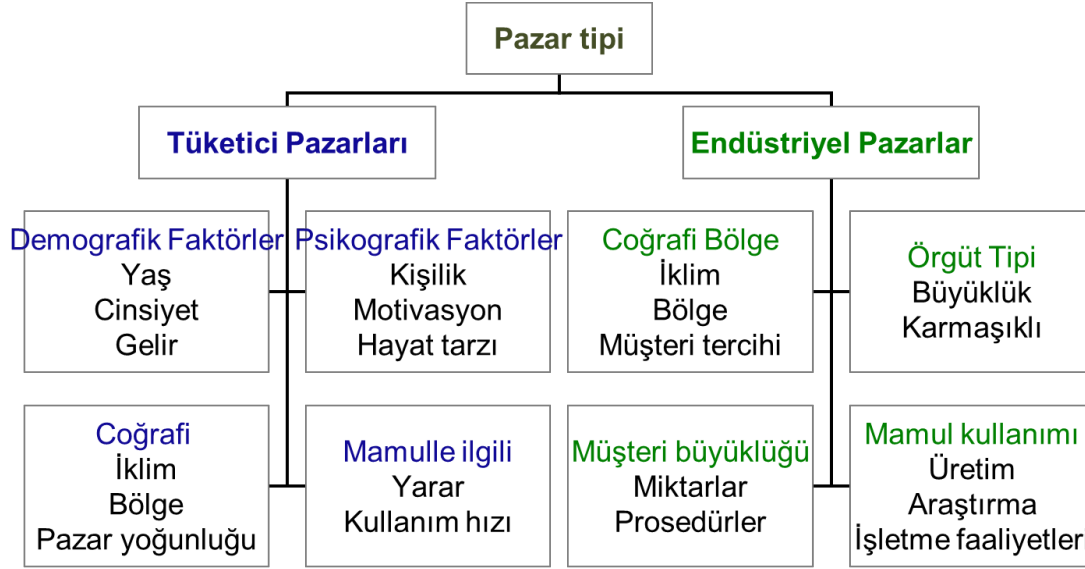 Pazar tipi
Tüketici Pazarları
Endüstriyel Pazarlar
Demografik Faktörler
Yaş
Cinsiyet
Gelir
Psikografik Faktörler
Kişilik
Motivasyon
Hayat tarzı
Coğrafi Bölge
İklim
Bölge
Müşteri tercihi
Örgüt Tipi
Büyüklük
Karmaşıklı
Coğrafi
İklim
Bölge
Pazar yoğunluğu
Mamulle ilgili
Yarar
Kullanım hızı
Müşteri büyüklüğü
Miktarlar
Prosedürler
Mamul kullanımı
Üretim
Araştırma
İşletme faaliyetler